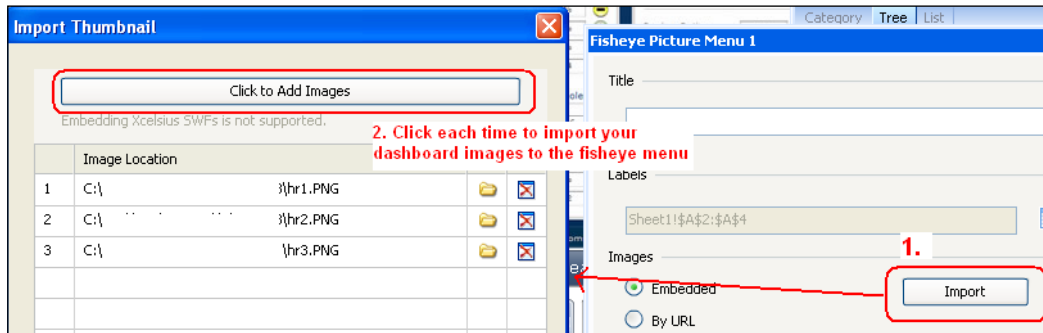 Import Thumbnail
Click to Add Images
Embedding Xcelsius SWFs is not supported.
2. Click each time to import your
dashboard images to the fisheye menu
Image Location
1 C:\ \hr1.PNG
2 C:\ \hr2.PNG
3 C:\ \hr3.PNG
Category Tree List
Fisheye Picture Menu 1
Title
Labels
Sheet1!$A$2:$A$4
Images
1.
Embedded
Import
By URL